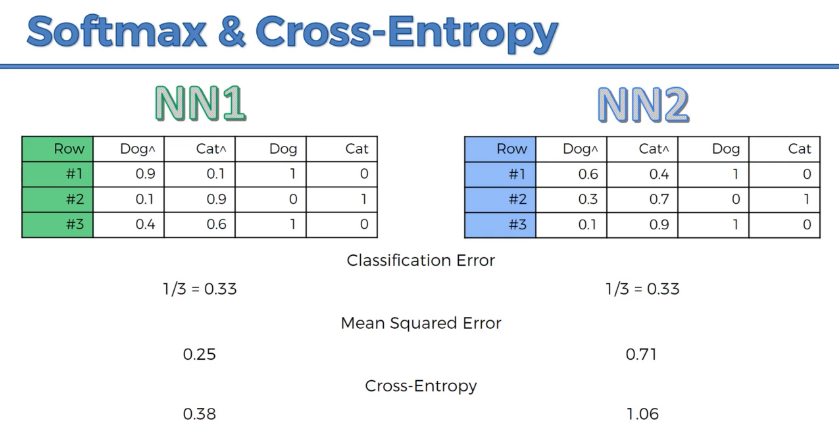 Softmax & Cross-Entropy
NN1
Row Dog^ Cat^ Dog Cat
#1 0.9 0.1 1 0
#2 0.1 0.9 0 1
#3 0.4 0.6 1 0
NN2
Row Dog^ Cat^ Dog Cat
#1 0.6 0.4 1 0
#2 0.3 0.7 0 1
#3 0.1 0.9 1 0
Classification Error
1/3 = 0.33 1/3 = 0.33
Mean Squared Error
0.25 0.71
Cross-Entropy
0.38 1.06